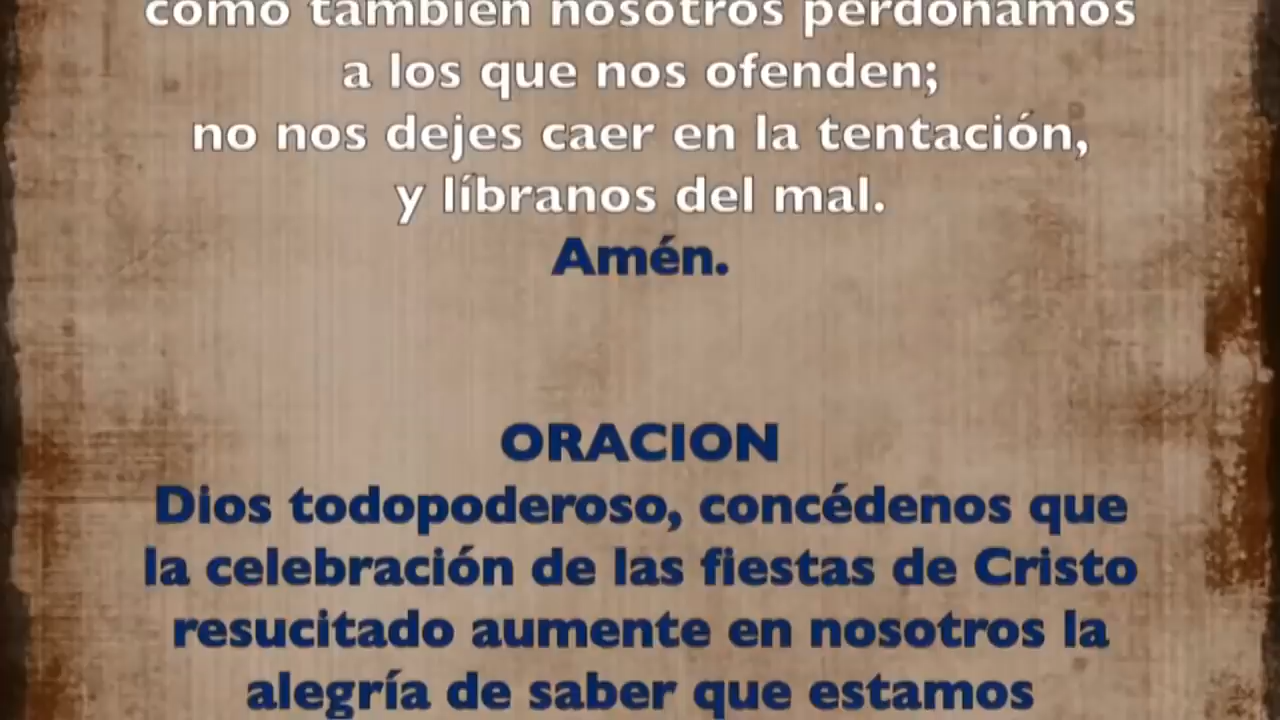 como también nosotros perdonamos
a los que nos ofenden;
no nos dejes caer en la tentación,
y líbranos del mal.
Amén.
ORACION
Dios todopoderoso, concédenos que
la celebración de las fiestas de Cristo
resucitado aumente en nosotros la
alegría de saber que estamos